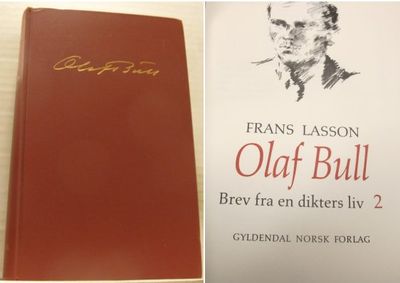 Olaf Bull
FRANS LASSON
Olaf Bull
Brev fra en dikters liv 2
GYLDENDAL NORSK FORLAG